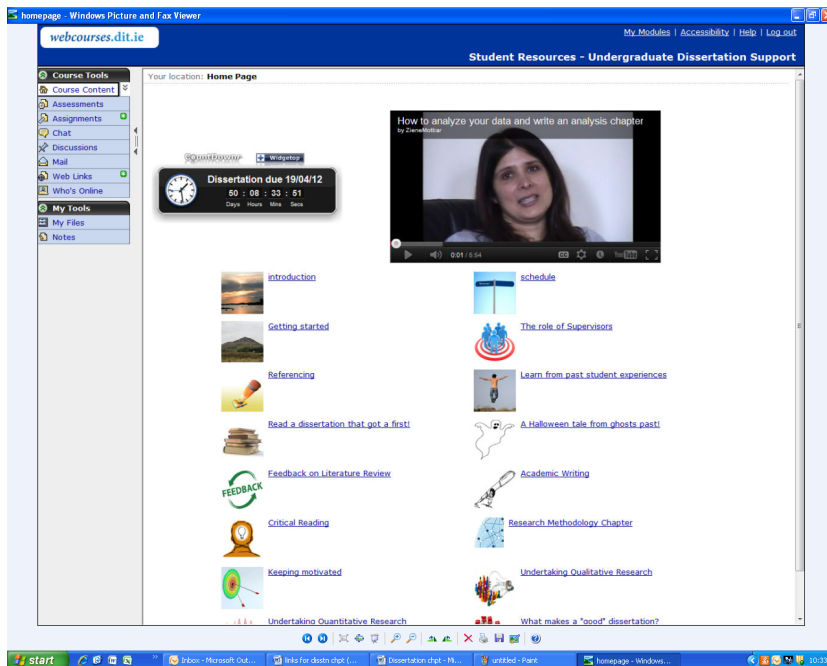 homepage - Windows Picture and Fax Viewer
webcourses.dit.ie
My Modules | Accessibility | Help | Log out
Student Resources - Undergraduate Dissertation Support
Course Tools
Course Content
Assessments
Assignments
Chat
Discussions
Mail
Web Links
Who's Online
My Tools
My Files
Notes
Your location: Home Page
CountDown
Widgetop
Dissertation due 19/04/12
50 : 08 : 33 : 51
Days Hours Mins Secs
How to analyze your data and write an analysis chapter
by ZieneMottiar
0:01 / 5:54
CC
YouTube
introduction
schedule
Getting started
The role of Supervisors
Referencing
Learn from past student experiences
Read a dissertation that got a first!
A Halloween tale from ghosts past!
FEEDBACK
Feedback on Literature Review
Academic Writing
Critical Reading
Research Methodology Chapter
Keeping motivated
Undertaking Qualitative Research
Undertaking Quantitative Research
What makes a "good" dissertation?
start
Inbox - Microsoft Out...
links for disstn chpt (...
Dissertation chpt - Mi...
untitled - Paint
homepage - Windows...